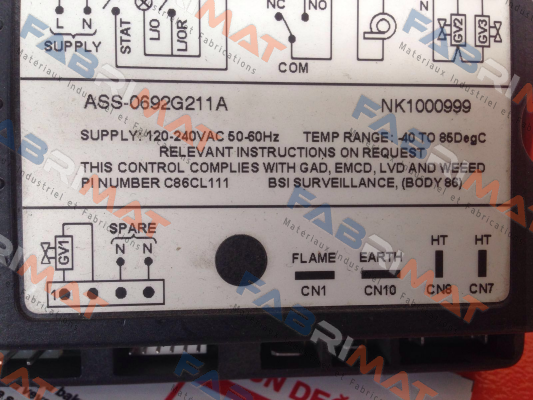 NC NO
L N
SUPPLY
STAT
L/O
L/OR
COM
GV2
GV3
ASS-0692G211A NK1000999
SUPPLY: 120-240VAC 50-60Hz TEMP RANGE: -40 TO 85DegC
RELEVANT INSTRUCTIONS ON REQUEST
THIS CONTROL COMPLIES WITH GAD, EMCD, LVD AND WEEED
PI NUMBER C86CL111 BSI SURVEILLANCE, (BODY 86)
SPARE
GV1
N N
1
FLAME EARTH HT HT
CN1 CN10 CN6 CN7
FABRIMAT
Materiaux Industriel et Fabrications